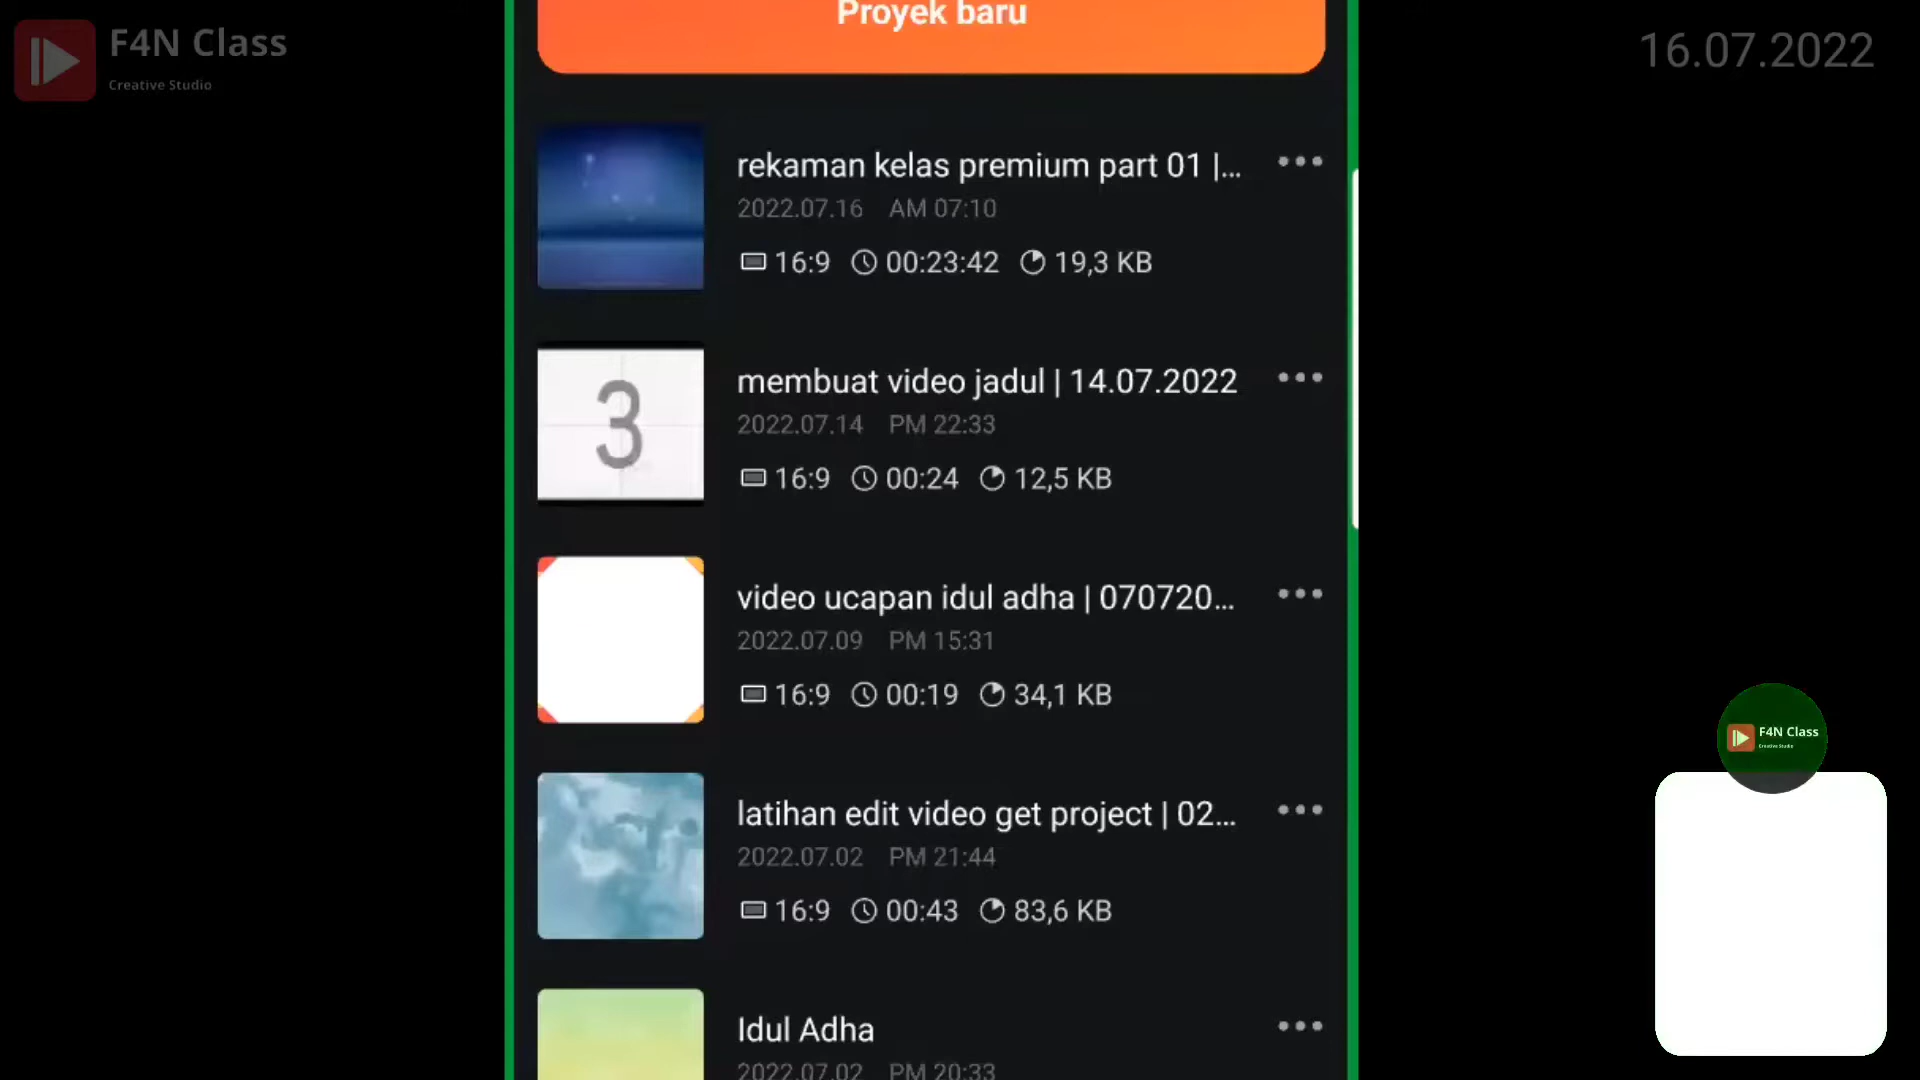 F4N Class
Creative Studio
16.07.2022
Proyek baru
rekaman kelas premium part 01 |...
2022.07.16 AM 07:10
16:9 00:23:42 19,3 KB
3
membuat video jadul | 14.07.2022
2022.07.14 PM 22:33
16:9 00:24 12,5 KB
video ucapan idul adha | 070720...
2022.07.09 PM 15:31
16:9 00:19 34,1 KB
latihan edit video get project | 02...
2022.07.02 PM 21:44
16:9 00:43 83,6 KB
Idul Adha
2022.07.02 PM 20:33
F4N Class
Creative Studio